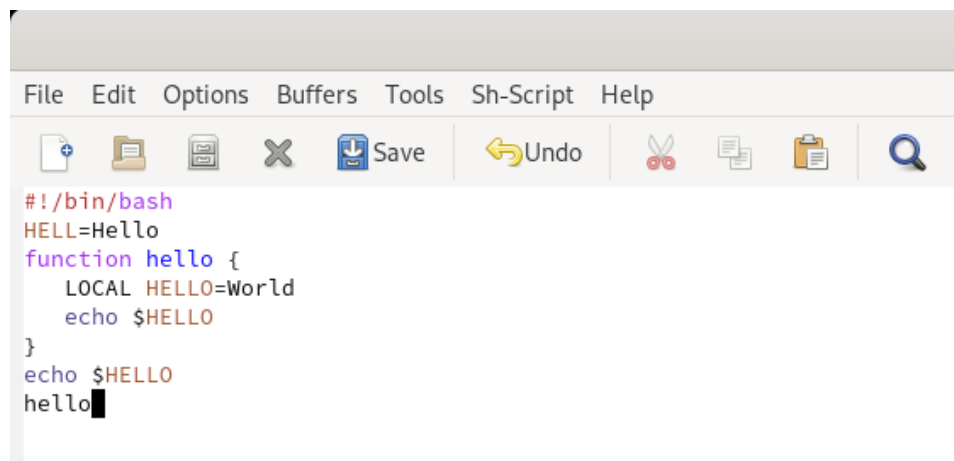 File Edit Options Buffers Tools Sh-Script Help
Save Undo
#!/bin/bash
HELL=Hello
function hello {
   LOCAL HELLO=World
   echo $HELLO
}
echo $HELLO
hello